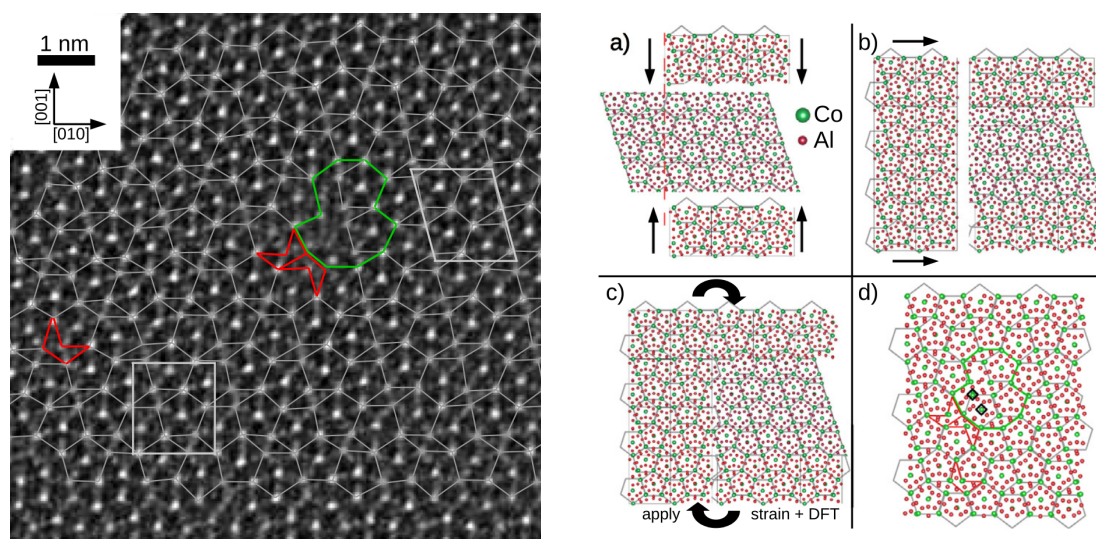 1 nm
[001]
[010]
a)
Co
Al
b)
c)
apply
strain + DFT
d)